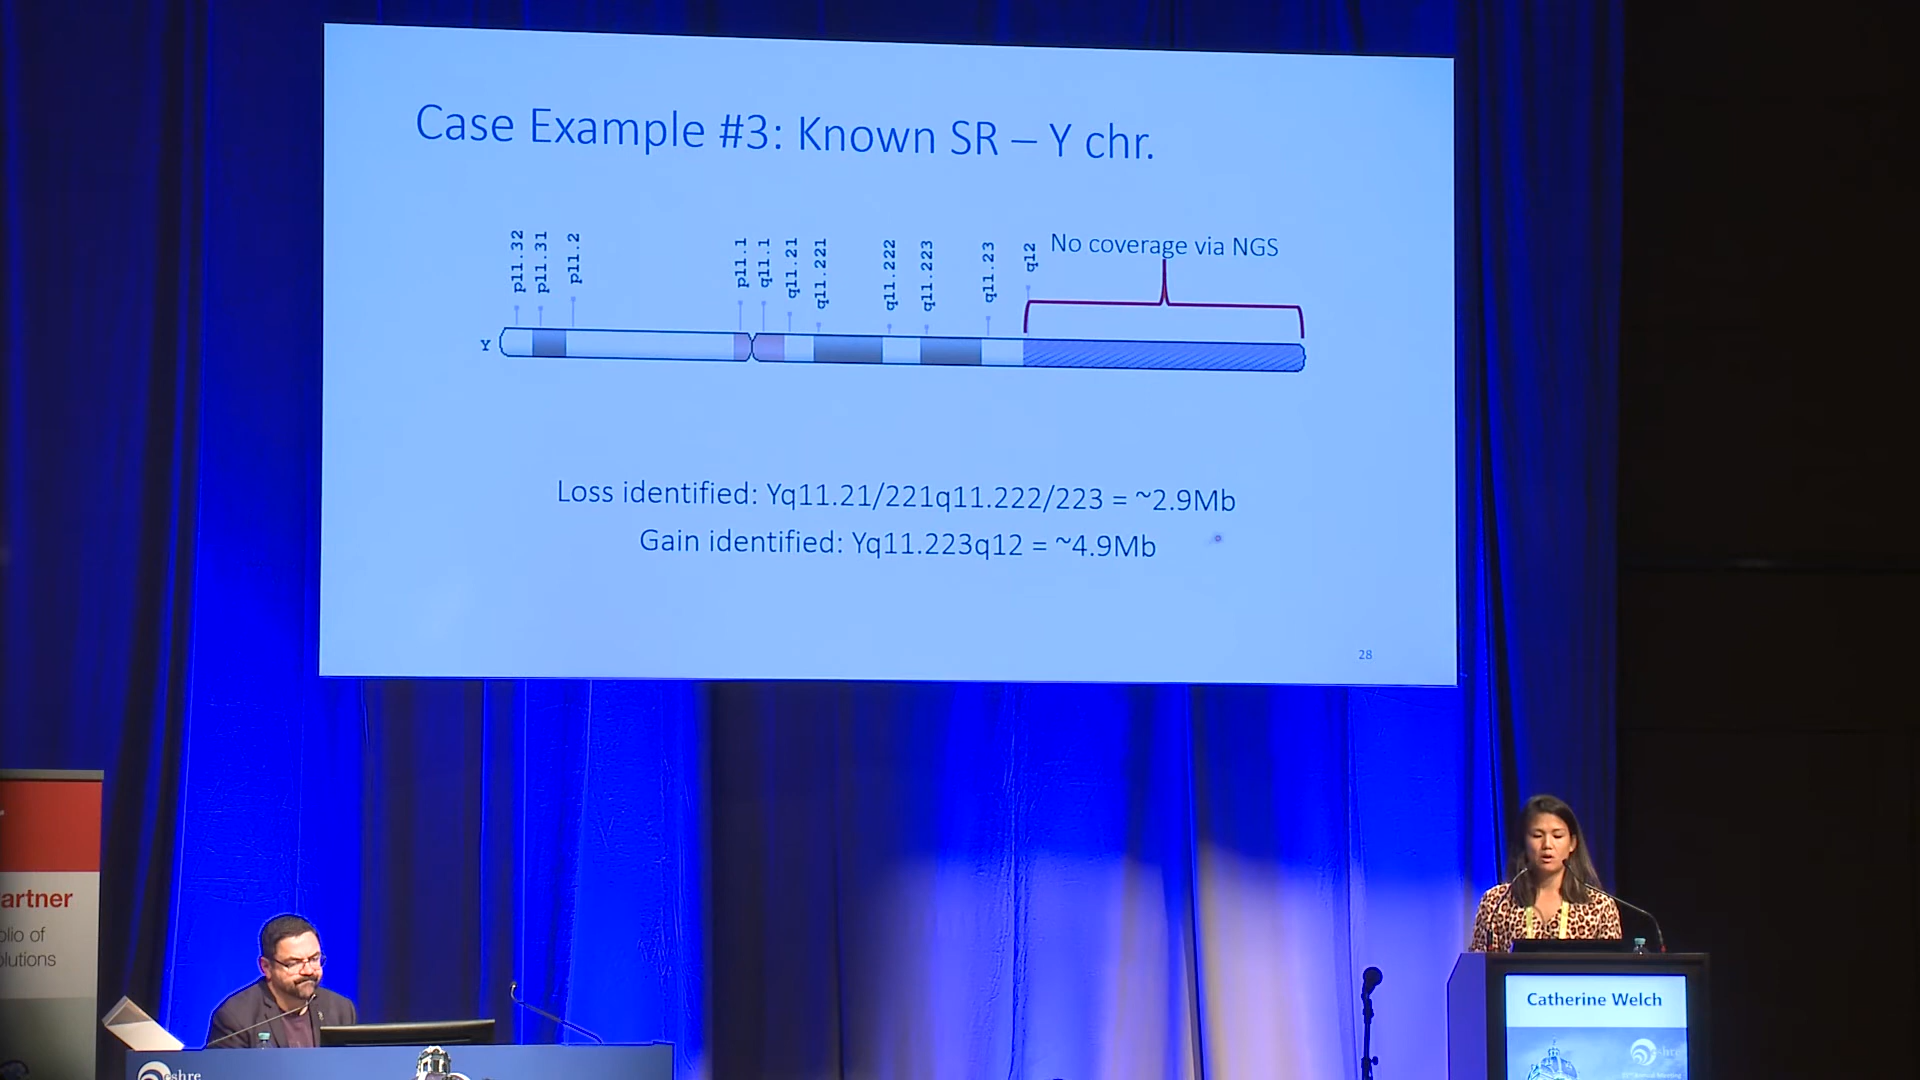 Case Example #3: Known SR – Y chr.
p11.32
p11.31
p11.2
p11.1
q11.1
q11.21
q11.221
q11.222
q11.223
q11.23
q12
No coverage via NGS
Y
Loss identified: Yq11.21/221q11.222/223 = ~2.9Mb
Gain identified: Yq11.223q12 = ~4.9Mb
28
artner
olio of
olutions
Catherine Welch
eshre
eshre